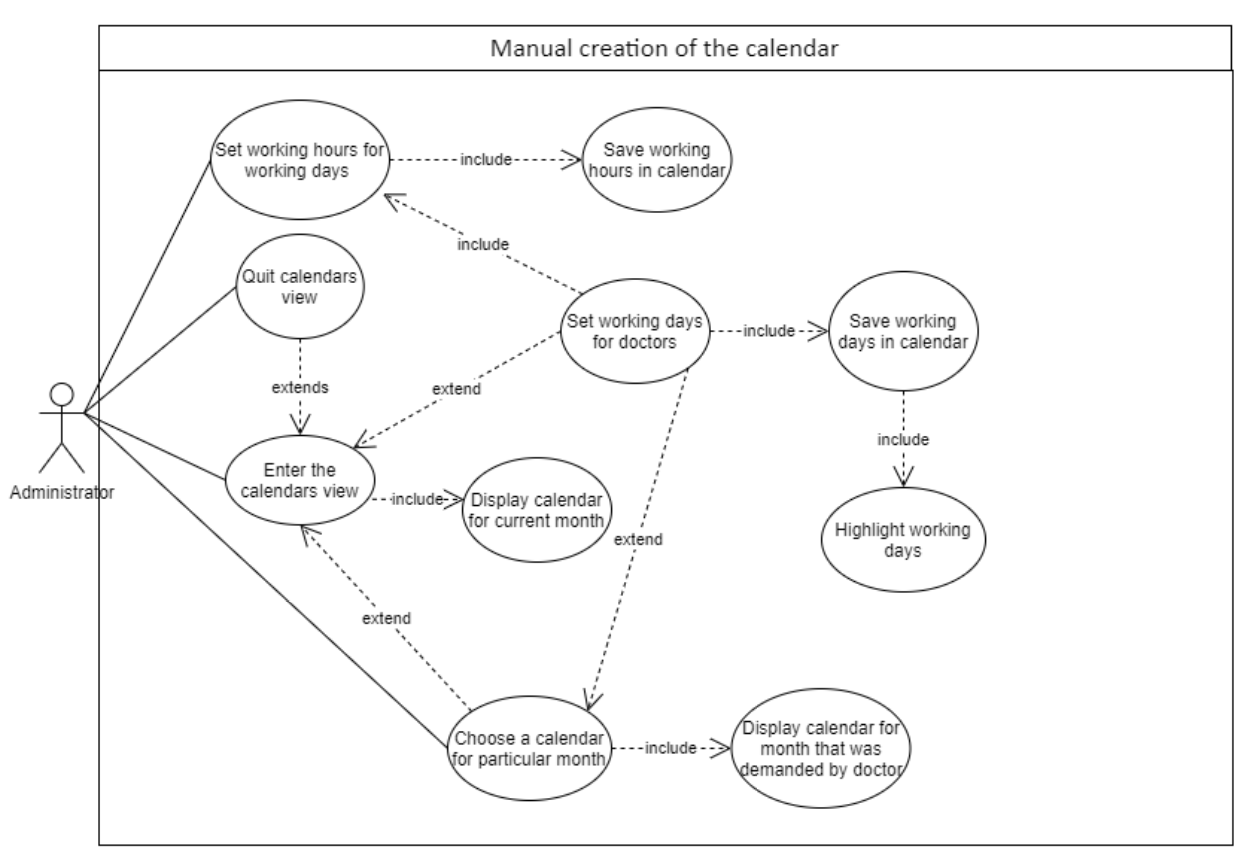 Manual creation of the calendar
Set working hours for
working days
include
Save working
hours in calendar
include
Quit calendars
view
Set working days
for doctors
include
Save working
days in calendar
extends
extend
include
Administrator
Enter the
calendars view
include
Display calendar
for current month
extend
Highlight working
days
extend
Choose a calendar
for particular month
include
Display calendar for
month that was
demanded by doctor